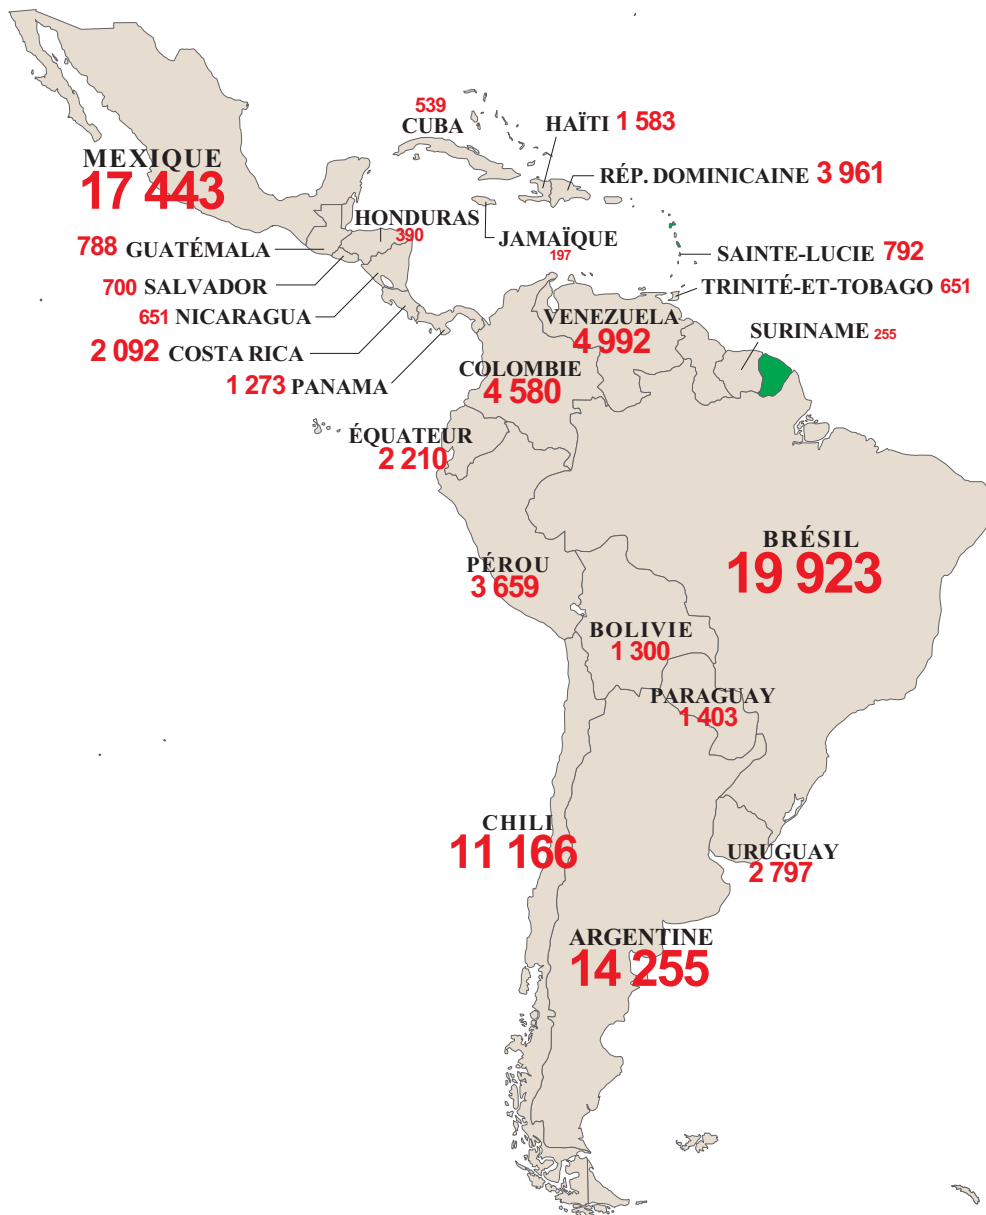 539
CUBA
HAÏTI 1 583
MEXIQUE
17 443
RÉP. DOMINICAINE 3 961
HONDURAS
390
JAMAÏQUE
197
788 GUATÉMALA
SAINTE-LUCIE 792
700 SALVADOR
TRINITÉ-ET-TOBAGO 651
651 NICARAGUA
VENEZUELA
4 992
SURINAME 255
2 092 COSTA RICA
COLOMBIE
4 580
1 273 PANAMA
ÉQUATEUR
2 210
BRÉSIL
19 923
PÉROU
3 659
BOLIVIE
1 300
PARAGUAY
1 403
CHILI
11 166
URUGUAY
2 797
ARGENTINE
14 255